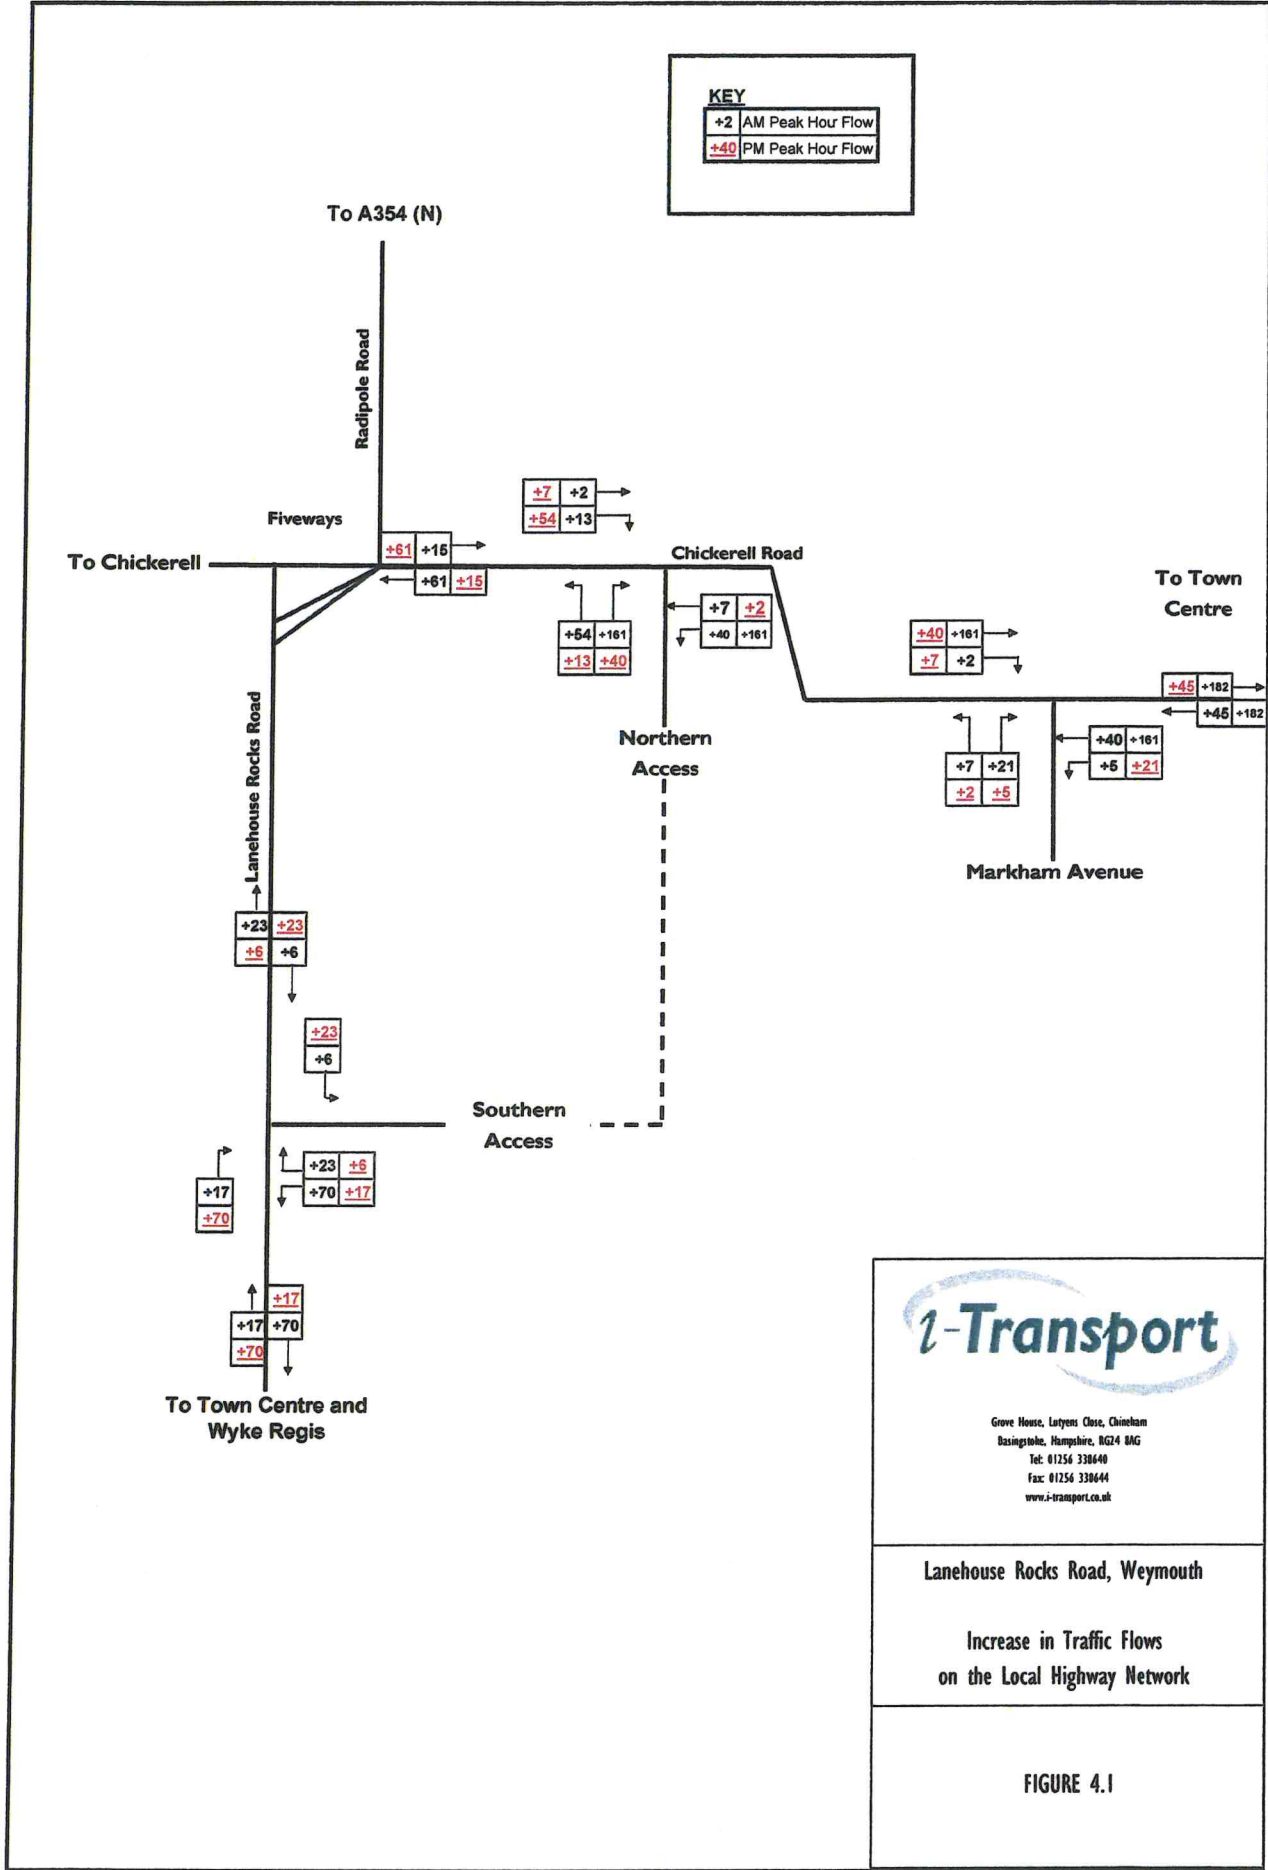 KEY
+2 AM Peak Hour Flow
+40 PM Peak Hour Flow
To A354 (N)
Radipole Road
+7 +2
+54 +13
Fiveways
+61 +15
To Chickerell
Chickerell Road
+61 +15
To Town
Centre
+7 +2
+40 +161
+54 +161
+13 +40
+40 +161
+7 +2
+45 +182
+45 +182
Lanehouse Rocks Road
Northern
Access
+40 +161
+5 +21
+7 +21
+2 +5
Markham Avenue
+23 +23
+6 +6
+23
+6
Southern
Access
+23 +6
+70 +17
+17
+70
+17
+17 +70
+70
To Town Centre and
Wyke Regis
i-Transport
Grove House, Lutyens Close, Chineham
Basingstoke, Hampshire, RG24 8AG
Tel: 01256 338640
Fax: 01256 338644
www.i-transport.co.uk
Lanehouse Rocks Road, Weymouth
Increase in Traffic Flows
on the Local Highway Network
FIGURE 4.1